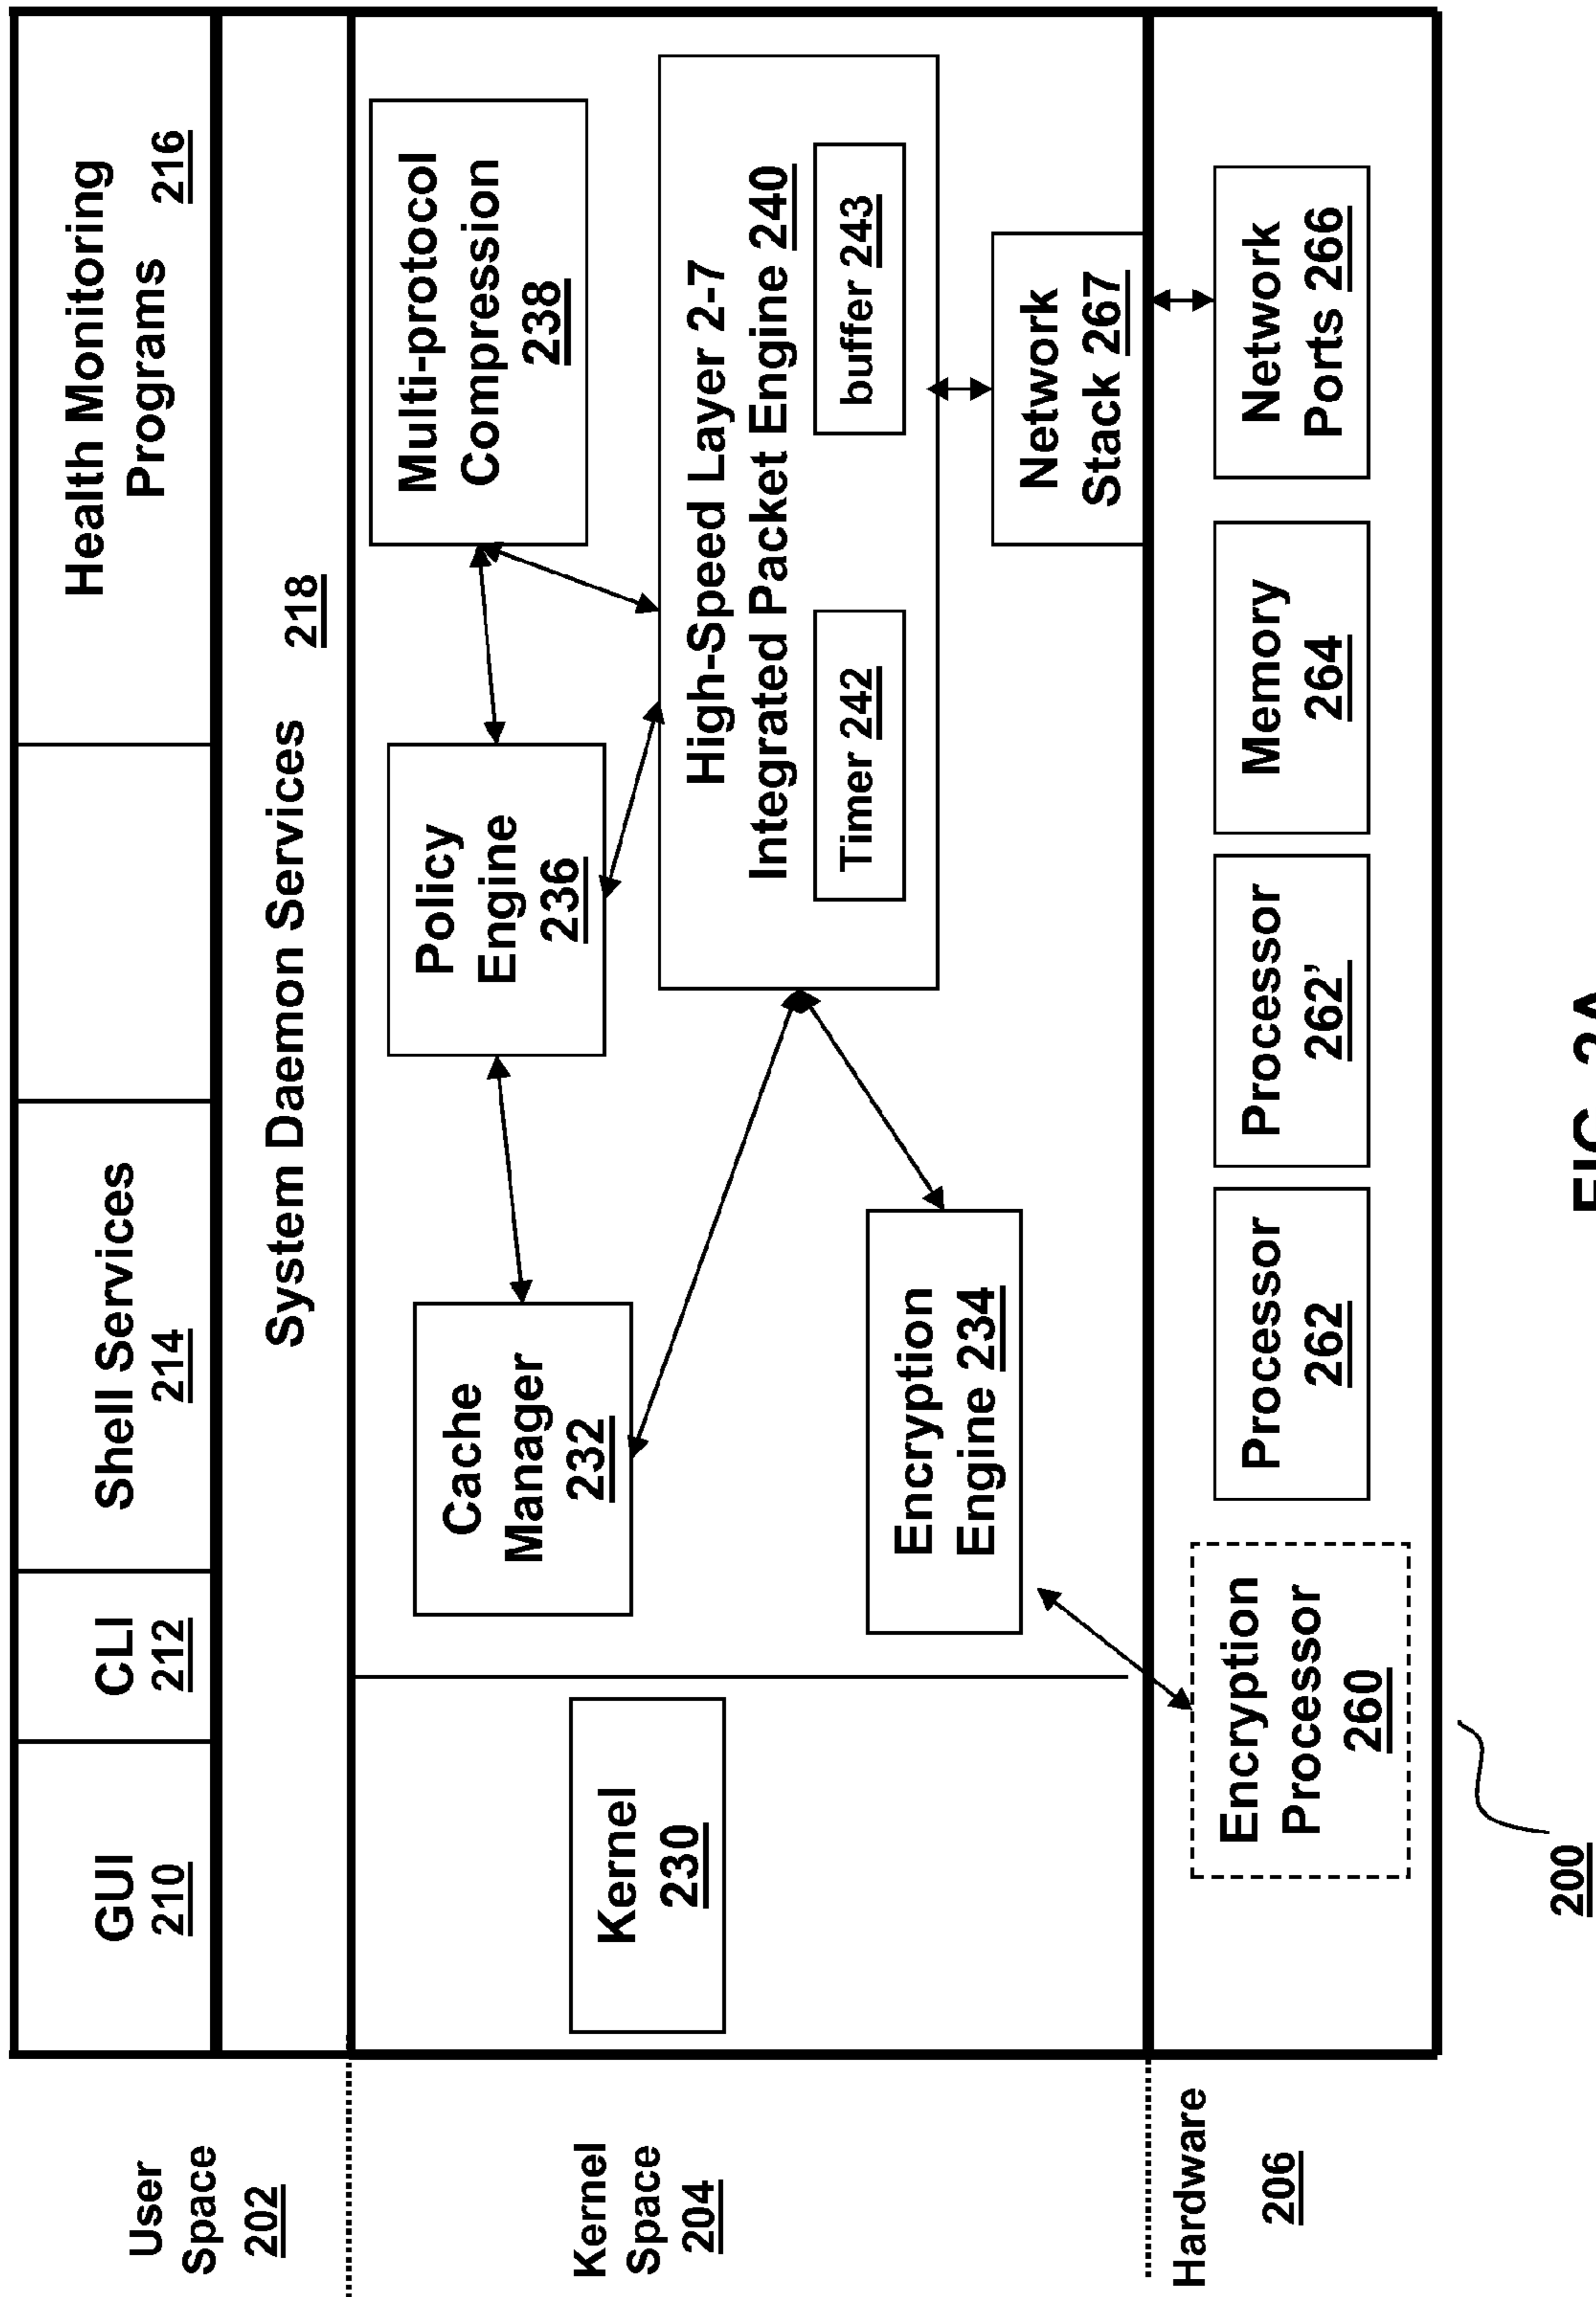 User
Space
202
GUI
210
CLI
212
Shell Services
214
Health Monitoring
Programs 216
System Daemon Services 218
Kernel
Space
204
Kernel
230
Cache
Manager
232
Policy
Engine
236
Multi-protocol
Compression
238
High-Speed Layer 2-7
Integrated Packet Engine 240
Timer 242
buffer 243
Encryption
Engine 234
Network
Stack 267
Hardware
206
Encryption
Processor
260
Processor
262
Processor
262’
Memory
264
Network
Ports 266
200
FIG. 2A